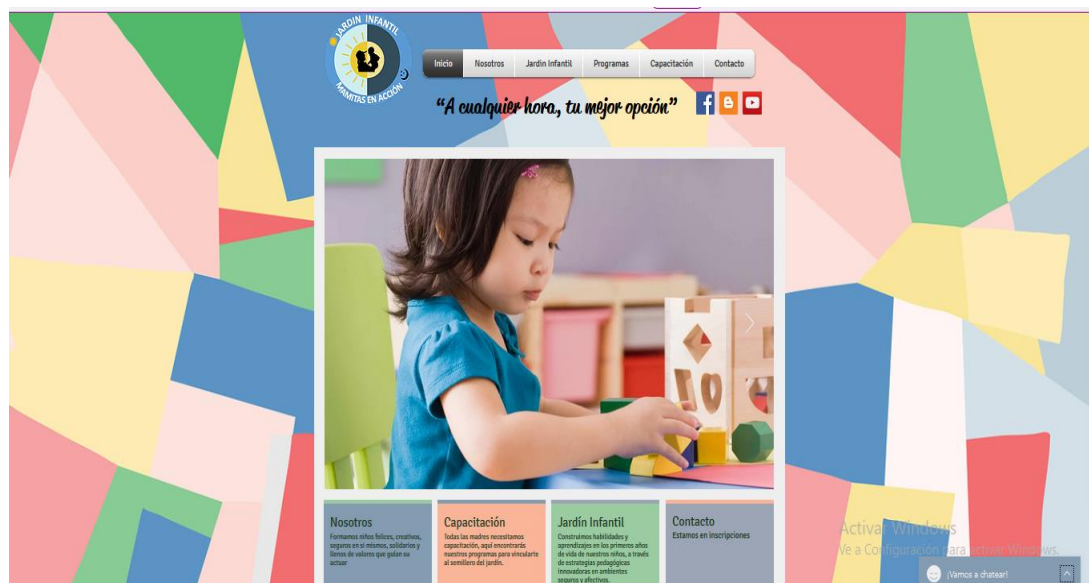 JARDIN INFANTIL
MAMITAS EN ACCIÓN
Inicio Nosotros Jardin Infantil Programas Capacitación Contacto
“A cualquier hora, tu mejor opción”
Nosotros
Formamos niños felices, creativos,
seguros en si mismos, solidarios y
llenos de valores que guían su
actuar
Capacitación
Todas las madres necesitamos
capacitación, aquí encontrarás
nuestros programas para vincularte
al semillero del jardín.
Jardín Infantil
Construimos habilidades y
aprendizajes en los primeros años
de vida de nuestros niños, a través
de estrategias pedagógicas
innovadoras en ambientes
seguros y afectivos.
Contacto
Estamos en inscripciones
Activar Windows
Ve a Configuración para activar Windows.
¡Vamos a chatear!